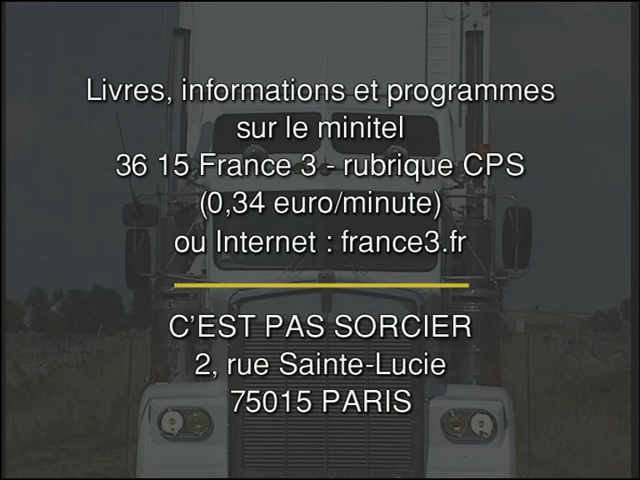 Livres, informations et programmes
sur le minitel
36 15 France 3 - rubrique CPS
(0,34 euro/minute)
ou Internet : france3.fr
C'EST PAS SORCIER
2, rue Sainte-Lucie
75015 PARIS